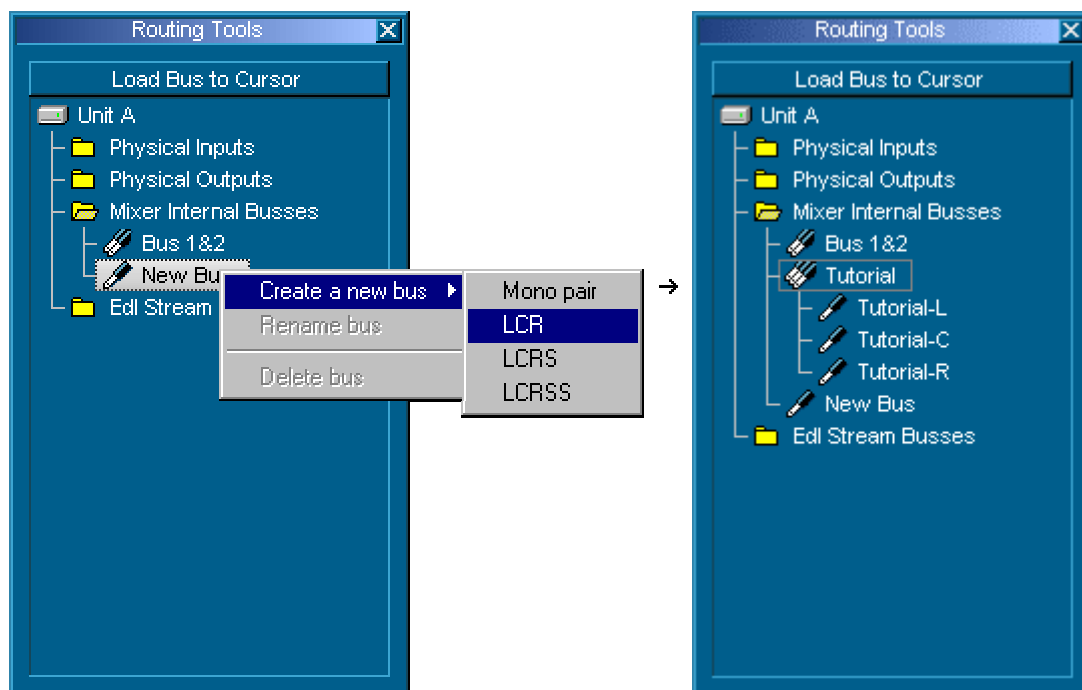 Routing Tools
Load Bus to Cursor
Unit A
Physical Inputs
Physical Outputs
Mixer Internal Busses
Bus 1&2
New Bu
Edl Stream
Create a new bus
Rename bus
Delete bus
Mono pair
LCR
LCRS
LCRSS
Routing Tools
Load Bus to Cursor
Unit A
Physical Inputs
Physical Outputs
Mixer Internal Busses
Bus 1&2
Tutorial
Tutorial-L
Tutorial-C
Tutorial-R
New Bus
Edl Stream Busses